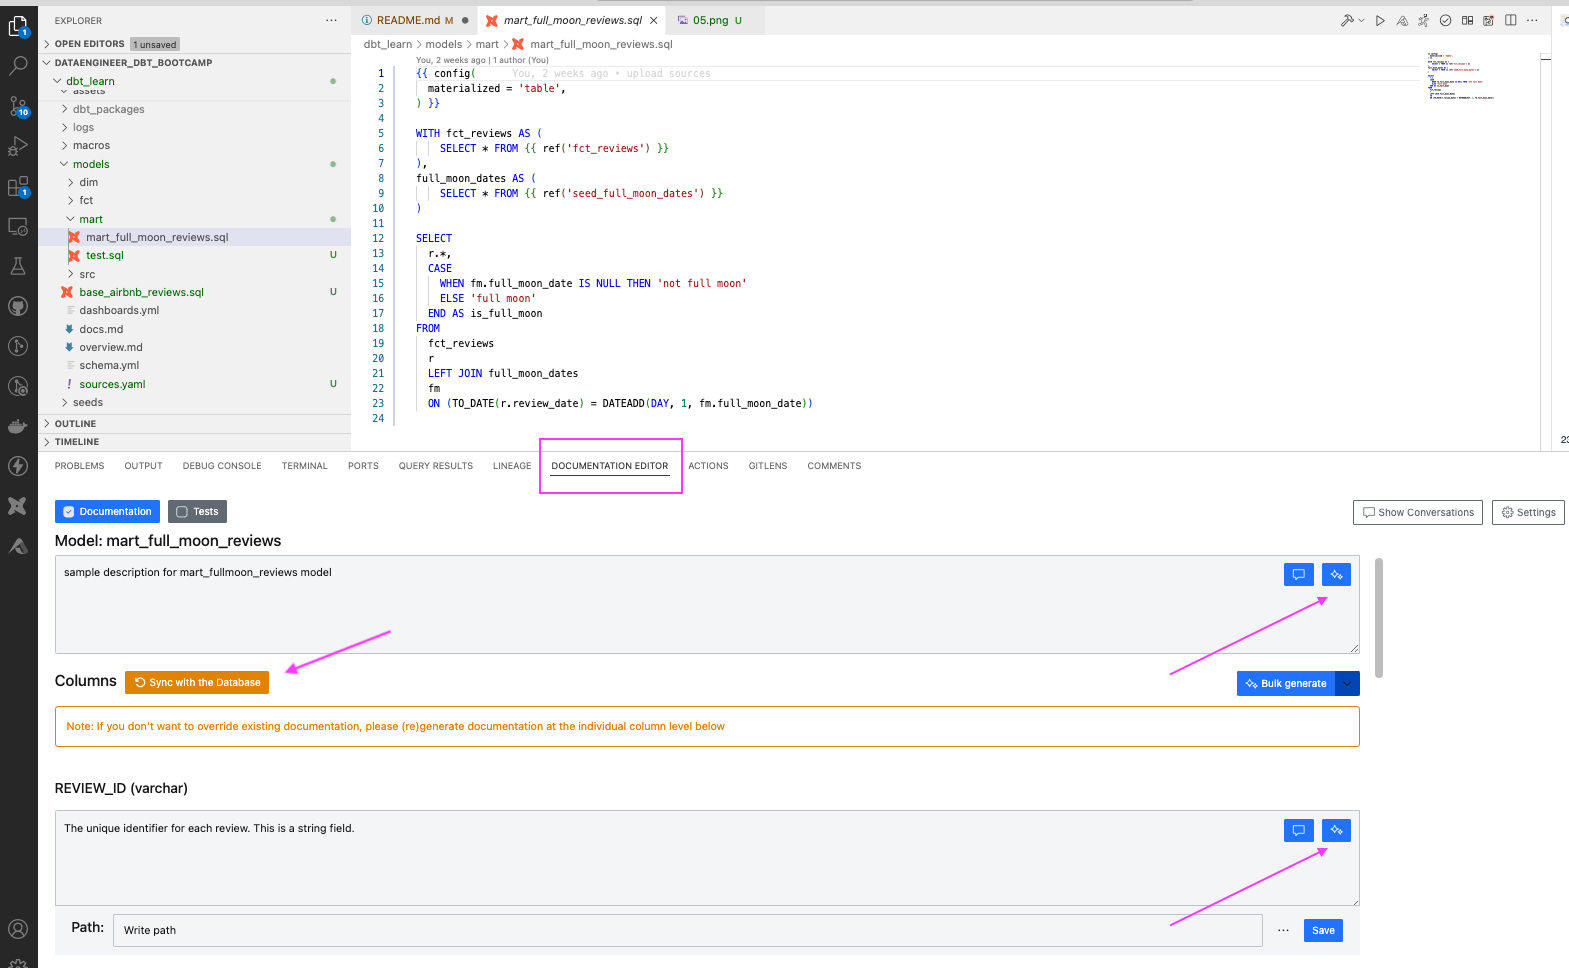 EXPLORER
···
OPEN EDITORS 1 unsaved
DATAENGINEER_DBT_BOOTCAMP
dbt_learn
assets
dbt_packages
logs
macros
models
dim
fct
mart
mart_full_moon_reviews.sql
test.sql U
src
base_airbnb_reviews.sql U
dashboards.yml
docs.md
overview.md
schema.yml
! sources.yaml U
seeds
OUTLINE
TIMELINE
1
10
1
README.md M ●
mart_full_moon_reviews.sql ×
05.png U
dbt_learn > models > mart > mart_full_moon_reviews.sql
You, 2 weeks ago | 1 author (You)
1 {{ config( You, 2 weeks ago • upload sources
2 materialized = 'table',
3 ) }}
4
5 WITH fct_reviews AS (
6 SELECT * FROM {{ ref('fct_reviews') }}
7 ),
8 full_moon_dates AS (
9 SELECT * FROM {{ ref('seed_full_moon_dates') }}
10 )
11
12 SELECT
13 r.*,
14 CASE
15 WHEN fm.full_moon_date IS NULL THEN 'not full moon'
16 ELSE 'full moon'
17 END AS is_full_moon
18 FROM
19 fct_reviews
20 r
21 LEFT JOIN full_moon_dates
22 fm
23 ON (TO_DATE(r.review_date) = DATEADD(DAY, 1, fm.full_moon_date))
24
23
PROBLEMS OUTPUT DEBUG CONSOLE TERMINAL PORTS QUERY RESULTS LINEAGE DOCUMENTATION EDITOR ACTIONS GITLENS COMMENTS
Documentation Tests
Show Conversations Settings
Model: mart_full_moon_reviews
sample description for mart_fullmoon_reviews model
Columns Sync with the Database
Bulk generate
Note: If you don't want to override existing documentation, please (re)generate documentation at the individual column level below
REVIEW_ID (varchar)
The unique identifier for each review. This is a string field.
Path: Write path ··· Save